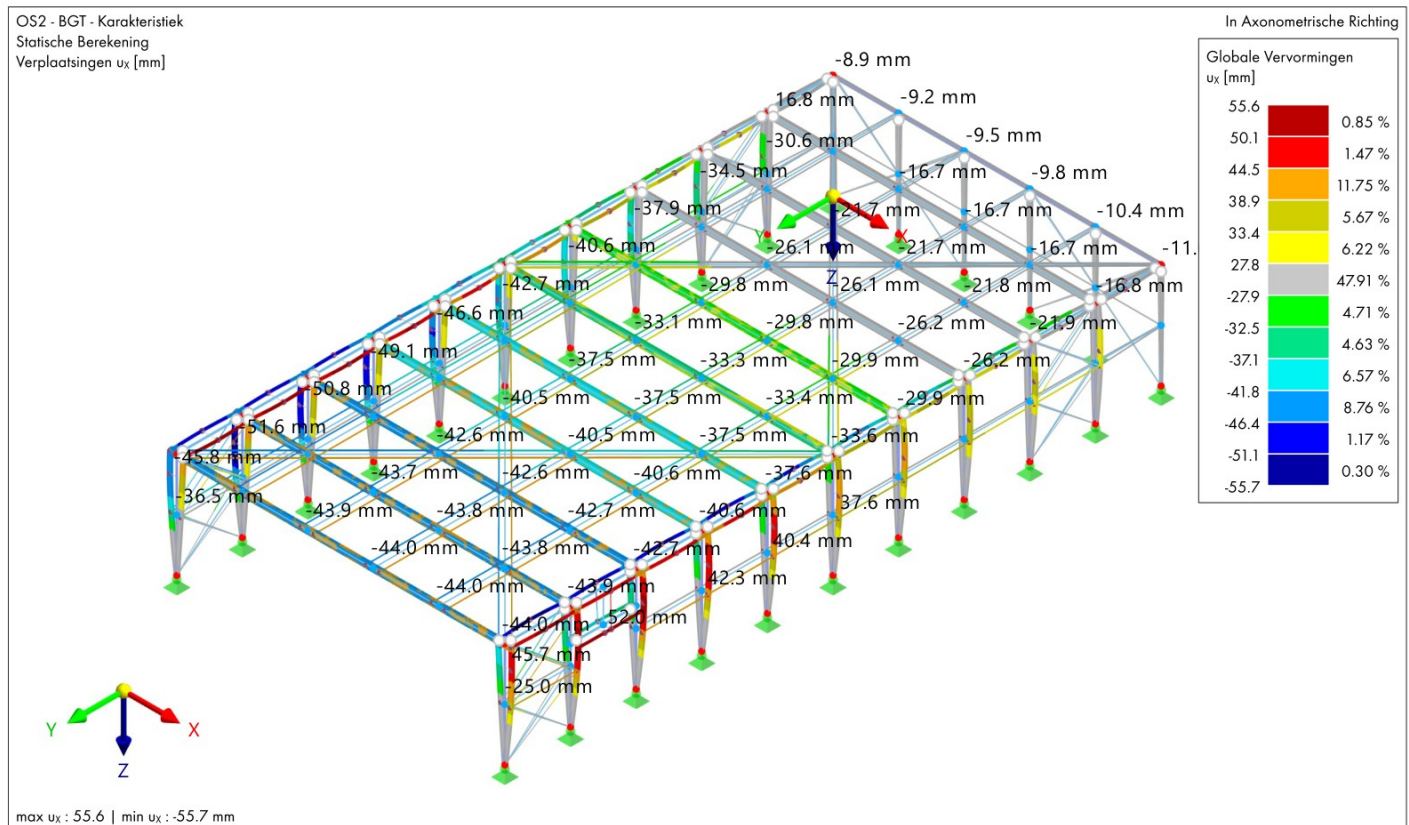 OS2 - BGT - Karakteristiek
Statische Berekening
Verplaatsingen uX [mm]
In Axonometrische Richting
Globale Vervormingen
uX [mm]
55.6
0.85 %
50.1
1.47 %
44.5
11.75 %
38.9
5.67 %
33.4
6.22 %
27.8
47.91 %
-27.9
4.71 %
-32.5
4.63 %
-37.1
6.57 %
-41.8
8.76 %
-46.4
1.17 %
-51.1
0.30 %
-55.7
-8.9 mm
16.8 mm
-9.2 mm
-30.6 mm
-9.5 mm
-34.5 mm
-16.7 mm
-9.8 mm
-37.9 mm
-21.7 mm
-16.7 mm
-10.4 mm
-40.6 mm
-26.1 mm
-21.7 mm
-16.7 mm
-11.
-42.7 mm
-29.8 mm
-26.1 mm
-21.8 mm
-16.8 mm
-46.6 mm
-33.1 mm
-29.8 mm
-26.2 mm
-21.9 mm
-49.1 mm
-37.5 mm
-33.3 mm
-29.9 mm
-26.2 mm
-50.8 mm
-40.5 mm
-37.5 mm
-33.4 mm
29.9 mm
-51.6 mm
-42.6 mm
-40.5 mm
-37.5 mm
-33.6 mm
-45.8 mm
-43.7 mm
-42.6 mm
-40.6 mm
-37.6 mm
-36.5 mm
-43.9 mm
-43.8 mm
-42.7 mm
-40.6 mm
37.6 mm
-44.0 mm
-43.8 mm
-42.7 mm
40.4 mm
-44.0 mm
-43.9 mm
42.3 mm
-44.0 mm
52.0 mm
45.7 mm
-25.0 mm
Y
X
Z
Y
X
Z
max uX : 55.6 | min uX : -55.7 mm